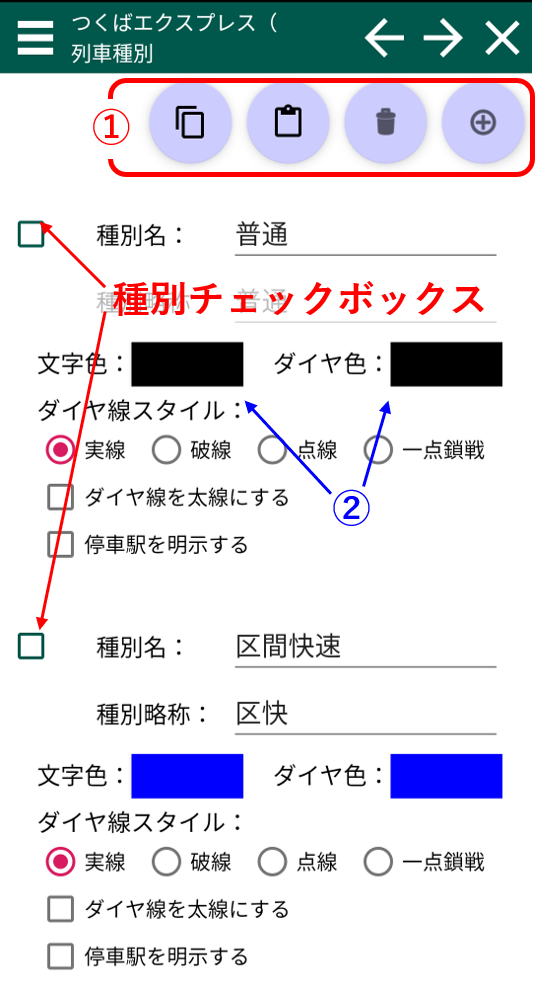 つくばエクスプレス（
列車種別
①
種別名： 普通
種別チェックボックス
種別略称 普通
文字色： ダイヤ色：
ダイヤ線スタイル：
実線 破線 点線 一点鎖戦
②
ダイヤ線を太線にする
停車駅を明示する
種別名： 区間快速
種別略称： 区快
文字色： ダイヤ色：
ダイヤ線スタイル：
実線 破線 点線 一点鎖戦
ダイヤ線を太線にする
停車駅を明示する